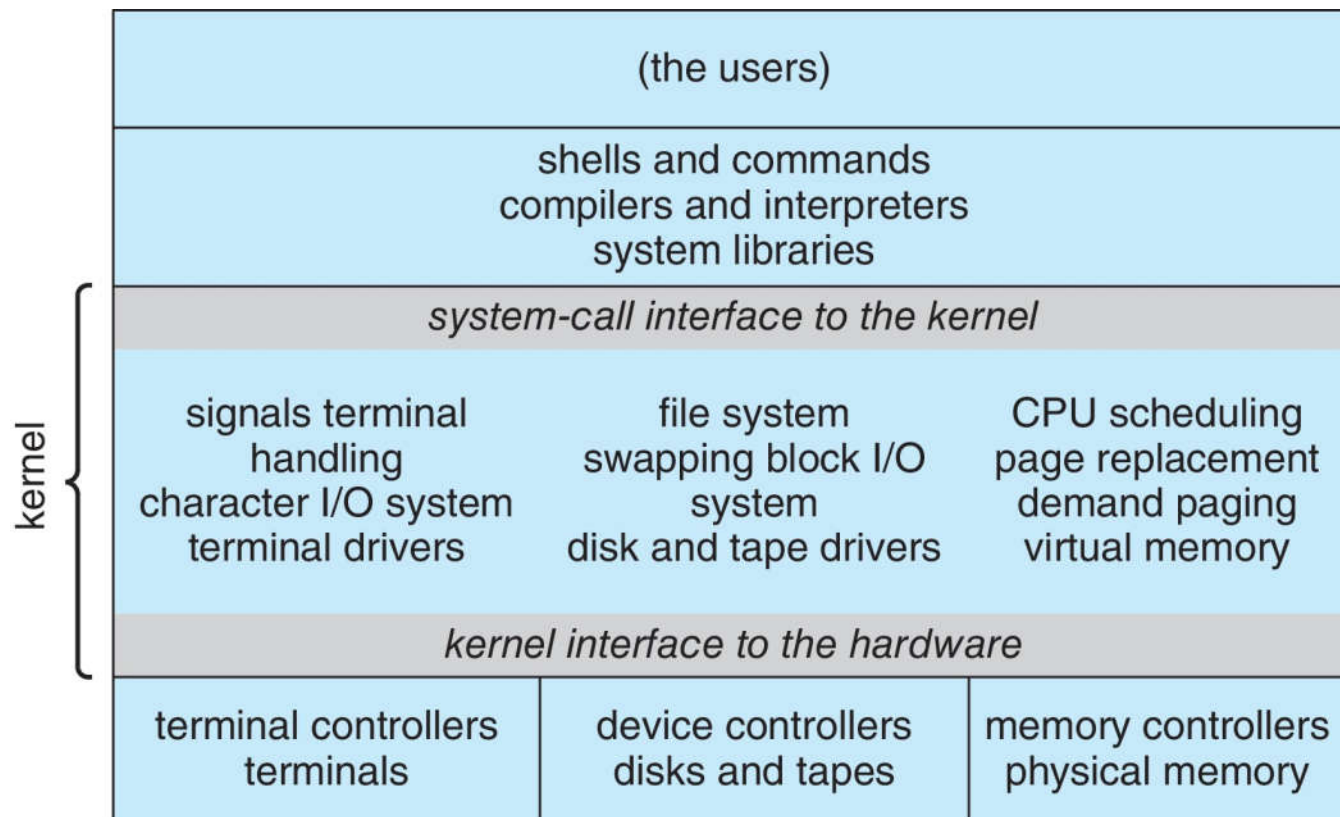 (the users)
shells and commands
compilers and interpreters
system libraries
system-call interface to the kernel
kernel
signals terminal
handling
character I/O system
terminal drivers
file system
swapping block I/O
system
disk and tape drivers
CPU scheduling
page replacement
demand paging
virtual memory
kernel interface to the hardware
terminal controllers
terminals
device controllers
disks and tapes
memory controllers
physical memory